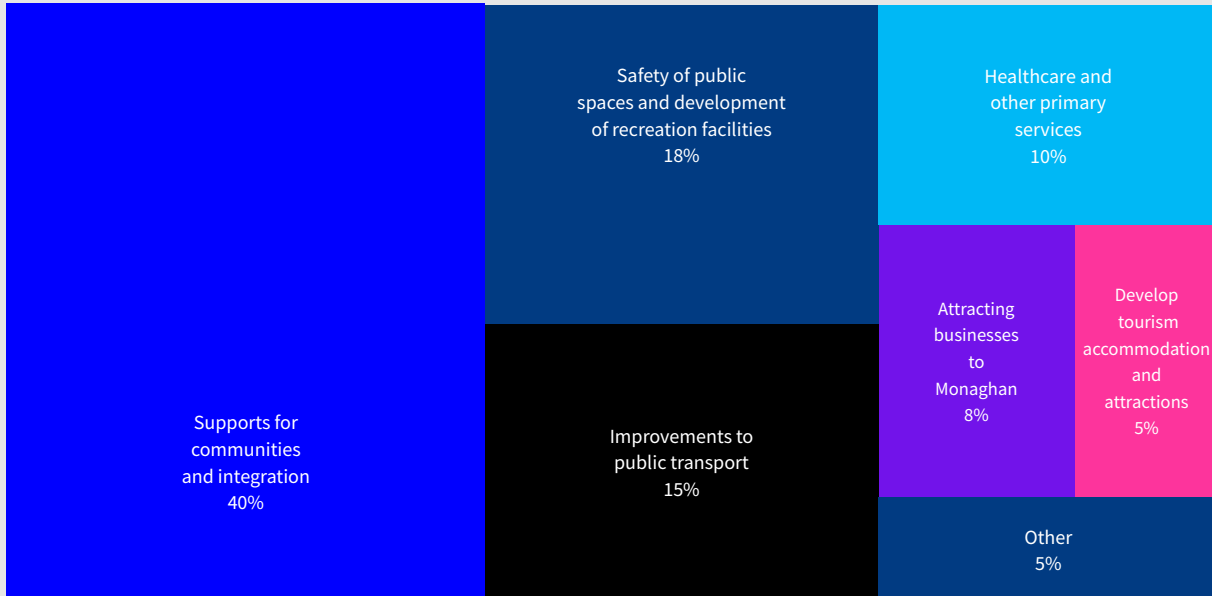 Supports for
communities
and integration
40%
Safety of public
spaces and development
of recreation facilities
18%
Improvements to
public transport
15%
Healthcare and
other primary
services
10%
Attracting
businesses
to
Monaghan
8%
Develop
tourism
accommodation
and
attractions
5%
Other
5%